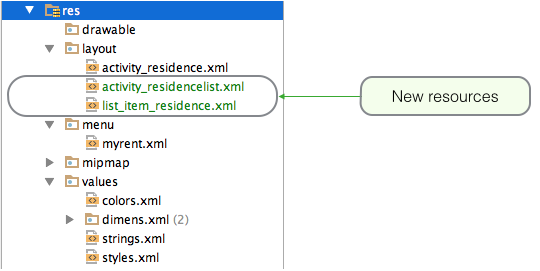 res
drawable
layout
activity_residence.xml
activity_residencelist.xml
list_item_residence.xml
New resources
menu
myrent.xml
mipmap
values
colors.xml
dimens.xml (2)
strings.xml
styles.xml